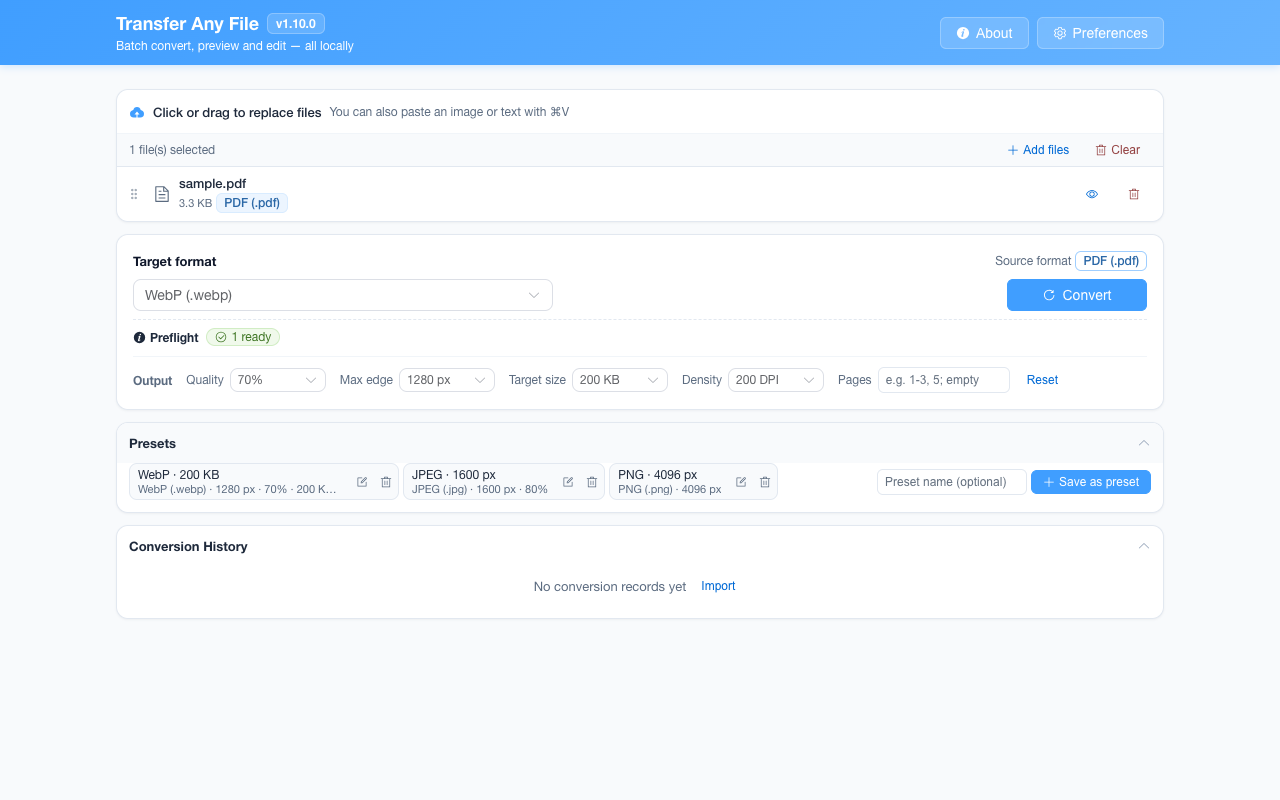 Transfer Any File v1.10.0
Batch convert, preview and edit — all locally
About
Preferences
Click or drag to replace files You can also paste an image or text with ⌘V
1 file(s) selected
Add files
Clear
sample.pdf
3.3 KB PDF (.pdf)
Target format
Source format PDF (.pdf)
WebP (.webp)
Convert
Preflight 1 ready
Output Quality 70% Max edge 1280 px Target size 200 KB Density 200 DPI Pages e.g. 1-3, 5; empty Reset
Presets
WebP · 200 KB
WebP (.webp) · 1280 px · 70% · 200 K…
JPEG · 1600 px
JPEG (.jpg) · 1600 px · 80%
PNG · 4096 px
PNG (.png) · 4096 px
Preset name (optional)
Save as preset
Conversion History
No conversion records yet Import